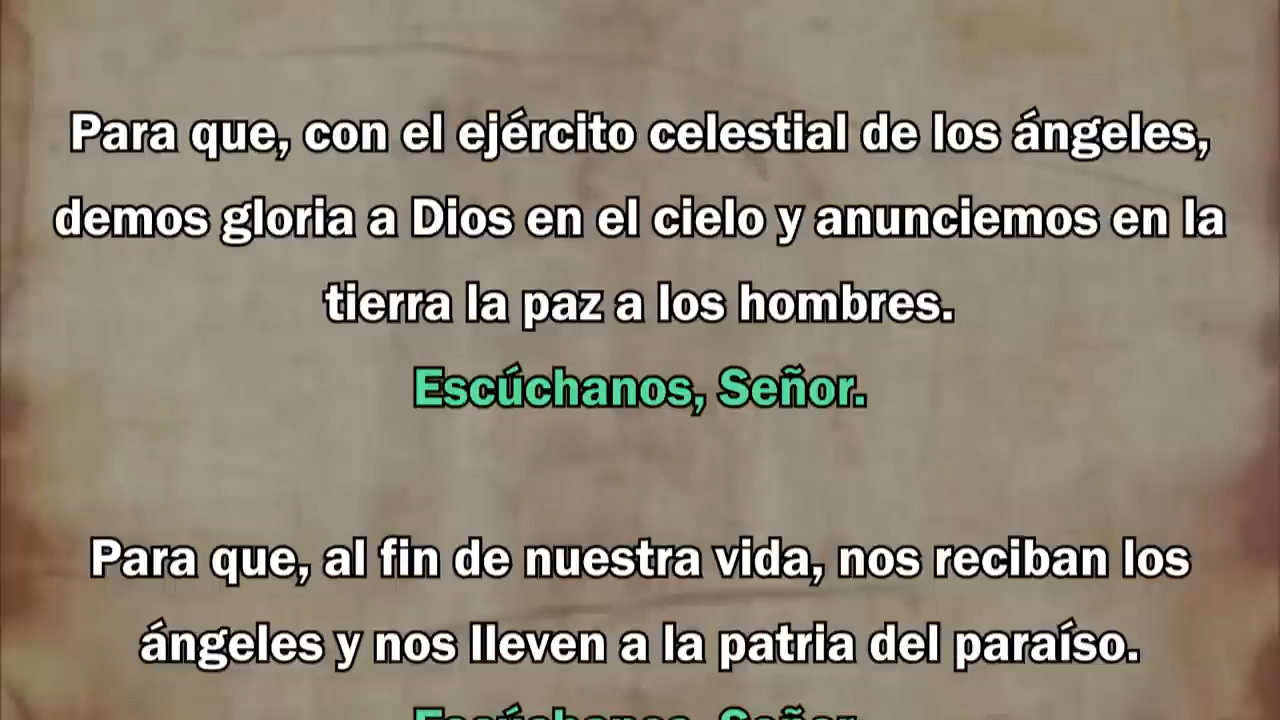 Para que, con el ejército celestial de los ángeles,
demos gloria a Dios en el cielo y anunciemos en la
tierra la paz a los hombres.
Escúchanos, Señor.
Para que, al fin de nuestra vida, nos reciban los
ángeles y nos lleven a la patria del paraíso.
Escúchanos, Señor.